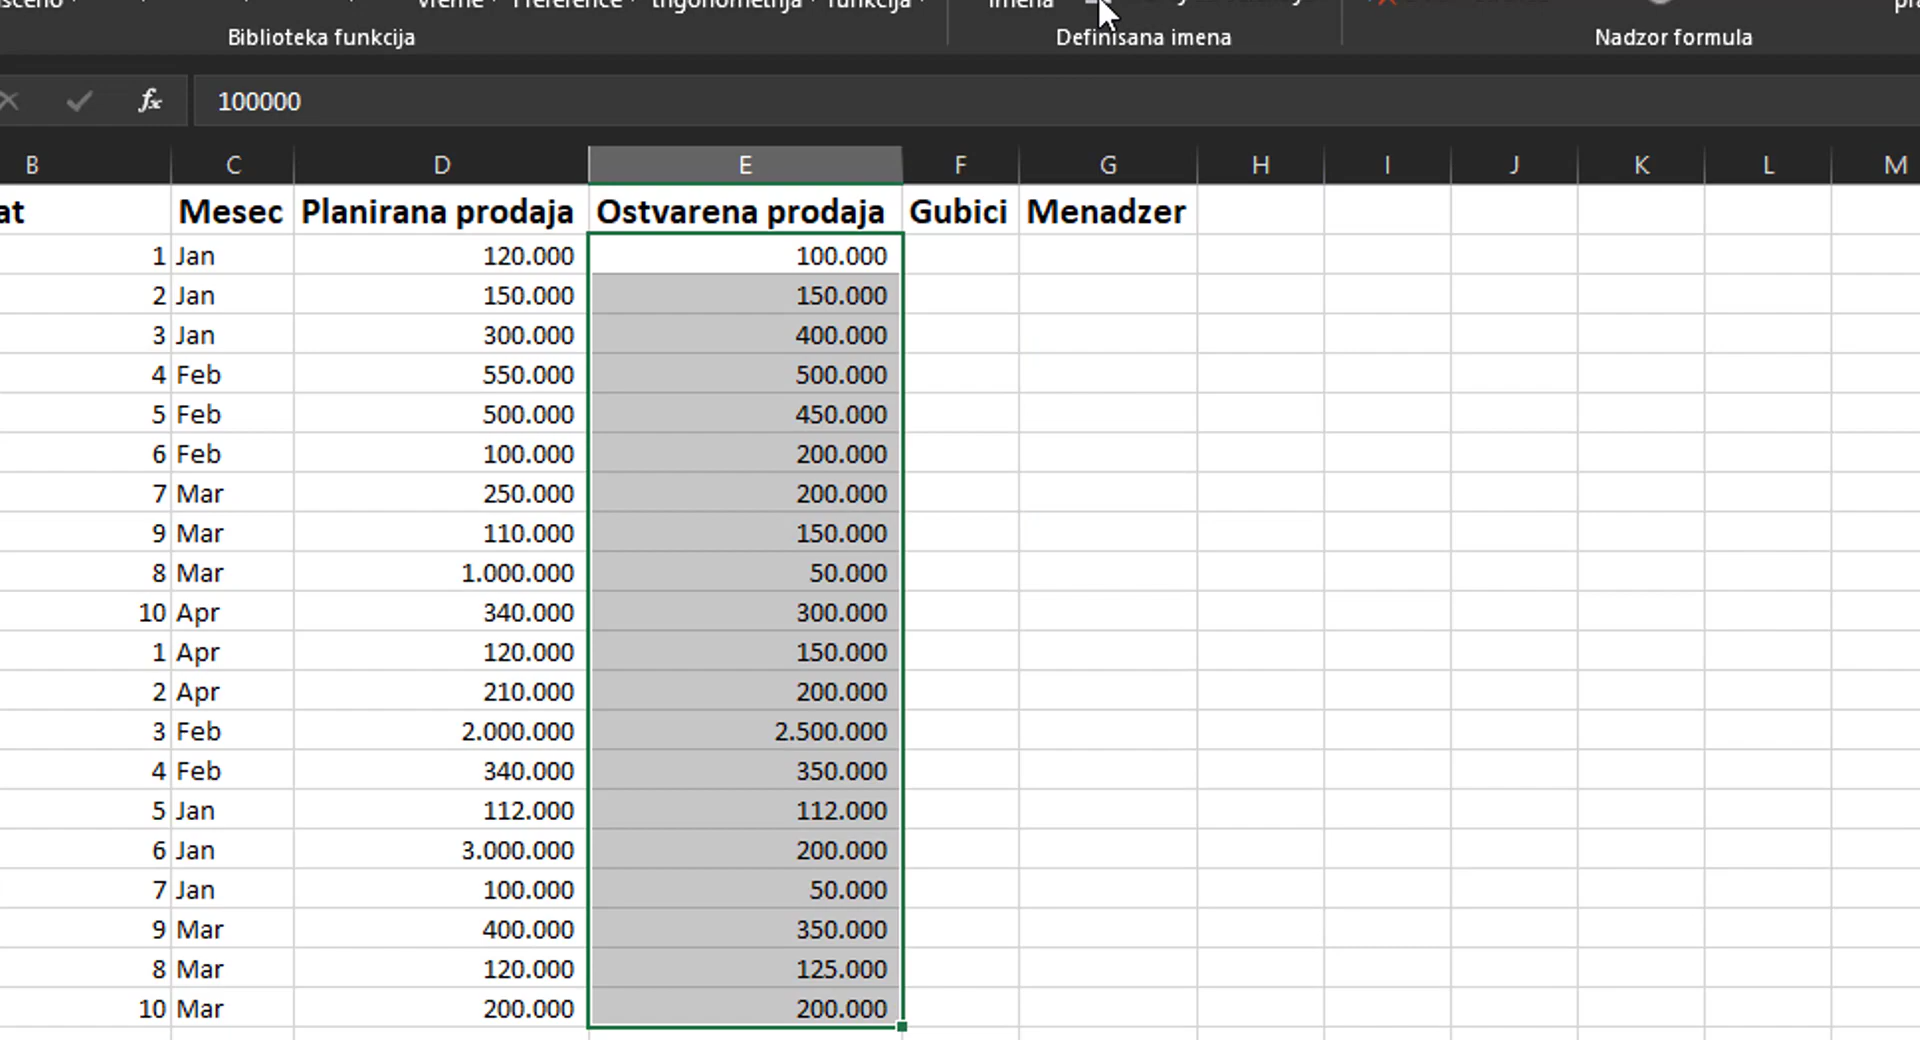 vreme Preference trigonometrija funkcija imena
Biblioteka funkcija Definisana imena Nadzor formula
fx 100000
B C D E F G H I J K L M
at Mesec Planirana prodaja Ostvarena prodaja Gubici Menadzer
1 Jan 120.000 100.000
2 Jan 150.000 150.000
3 Jan 300.000 400.000
4 Feb 550.000 500.000
5 Feb 500.000 450.000
6 Feb 100.000 200.000
7 Mar 250.000 200.000
9 Mar 110.000 150.000
8 Mar 1.000.000 50.000
10 Apr 340.000 300.000
1 Apr 120.000 150.000
2 Apr 210.000 200.000
3 Feb 2.000.000 2.500.000
4 Feb 340.000 350.000
5 Jan 112.000 112.000
6 Jan 3.000.000 200.000
7 Jan 100.000 50.000
9 Mar 400.000 350.000
8 Mar 120.000 125.000
10 Mar 200.000 200.000